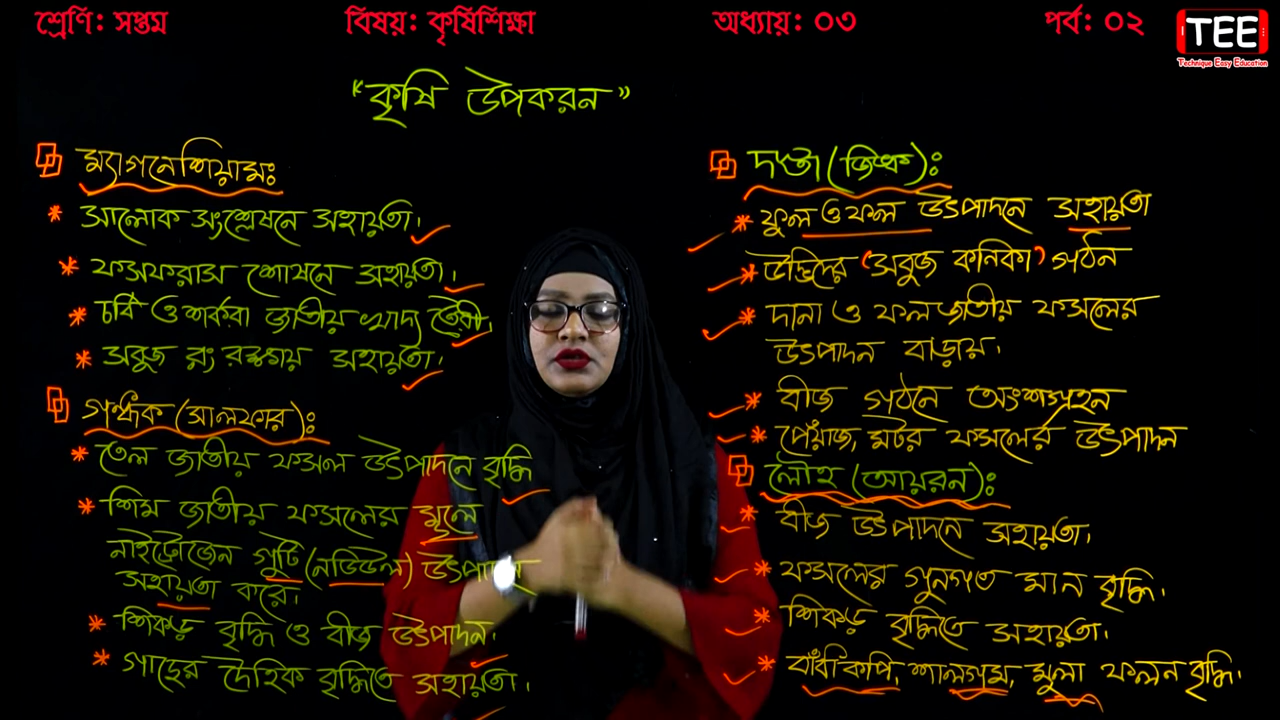 শ্রেণি: সপ্তম
বিষয়: কৃষিশিক্ষা
অধ্যায়: ০৩
পর্ব: ০২
TEE
Technique Easy Education
“কৃষি উপকরন”
ম্যাগনেশিয়ামঃ
* সালোক সংশ্লেষনে সহায়তা।
* ফসফরাস শোষনে সহায়তা।
* চর্বি ও শর্করা জাতীয় খাদ্য তৈরী।
* সবুজ রং রক্ষায় সহায়তা।
গন্ধক (সালফার)ঃ
* তেল জাতীয় ফসল উৎপাদনে বৃদ্ধি
* শিম জাতীয় ফসলের মূলে
নাইট্রোজেন গুটি (নডিউল) উৎপাদনে
সহায়তা করে।
* শিকড় বৃদ্ধি ও বীজ উৎপাদন।
* গাছের দৈহিক বৃদ্ধিতে সহায়তা।
দস্তা (জিংক)ঃ
* ফুল ও ফল উৎপাদনে সহায়তা
* উদ্ভিদের 'সবুজ কনিকা' গঠন
* দানা ও ফল জাতীয় ফসলের
উৎপাদন বাড়ায়।
* বীজ গঠনে অংশগ্রহন
* পেঁয়াজ, মটর ফসলের উৎপাদন
লৌহ (আয়রন)ঃ
* বীজ উৎপাদনে সহায়তা।
* ফসলের গুনগত মান বৃদ্ধি।
* শিকড় বৃদ্ধিতে সহায়তা।
* বাঁধাকপি, শালগম, মূলা ফলন বৃদ্ধি।